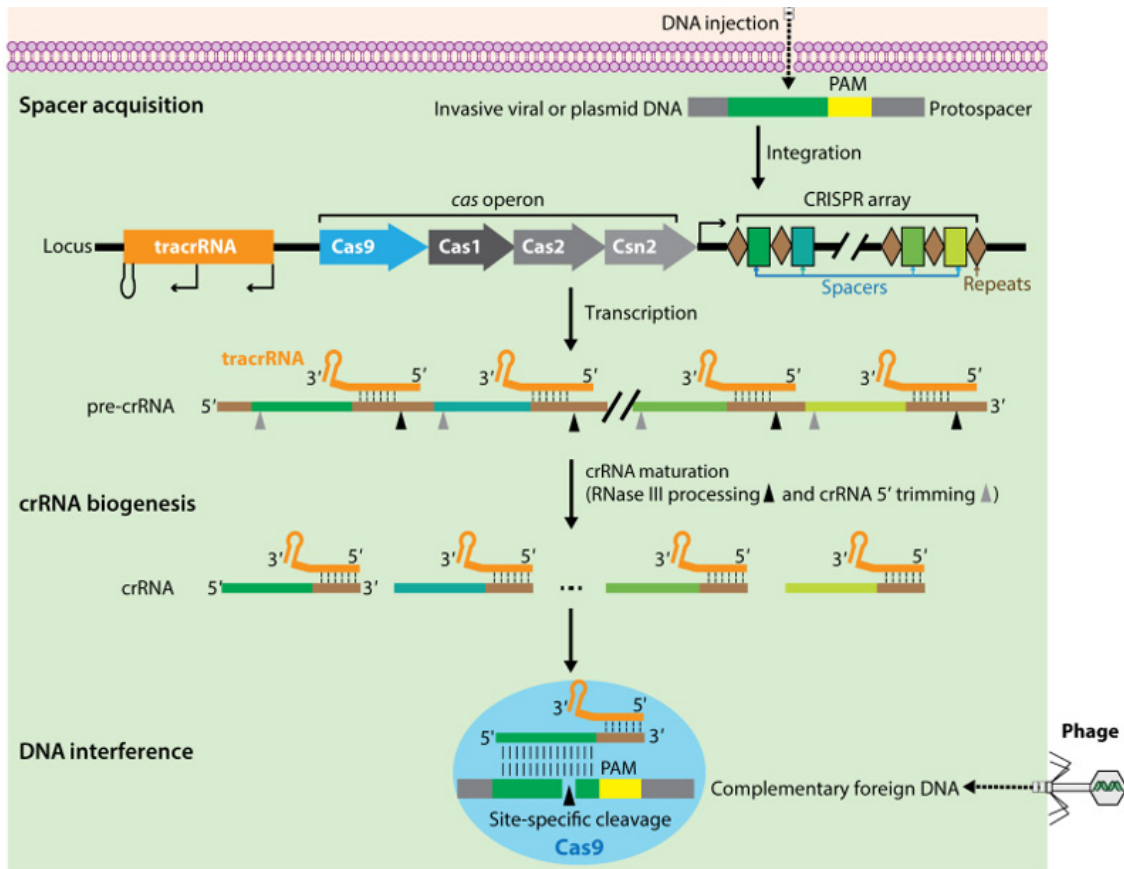 DNA injection
Spacer acquisition
PAM
Invasive viral or plasmid DNA
Protospacer
Integration
cas operon
CRISPR array
Locus
tracrRNA
Cas9
Cas1
Cas2
Csn2
Spacers
Repeats
Transcription
tracrRNA
3′ 5′ 3′ 5′ 3′ 5′ 3′ 5′
pre-crRNA 5′ 3′
crRNA maturation
(RNase III processing and crRNA 5′ trimming )
crRNA biogenesis
3′ 5′ 3′ 5′ 3′ 5′ 3′ 5′
crRNA 5′ 3′
3′ 5′
5′ 3′
DNA interference
PAM
Phage
Complementary foreign DNA
Site-specific cleavage
Cas9